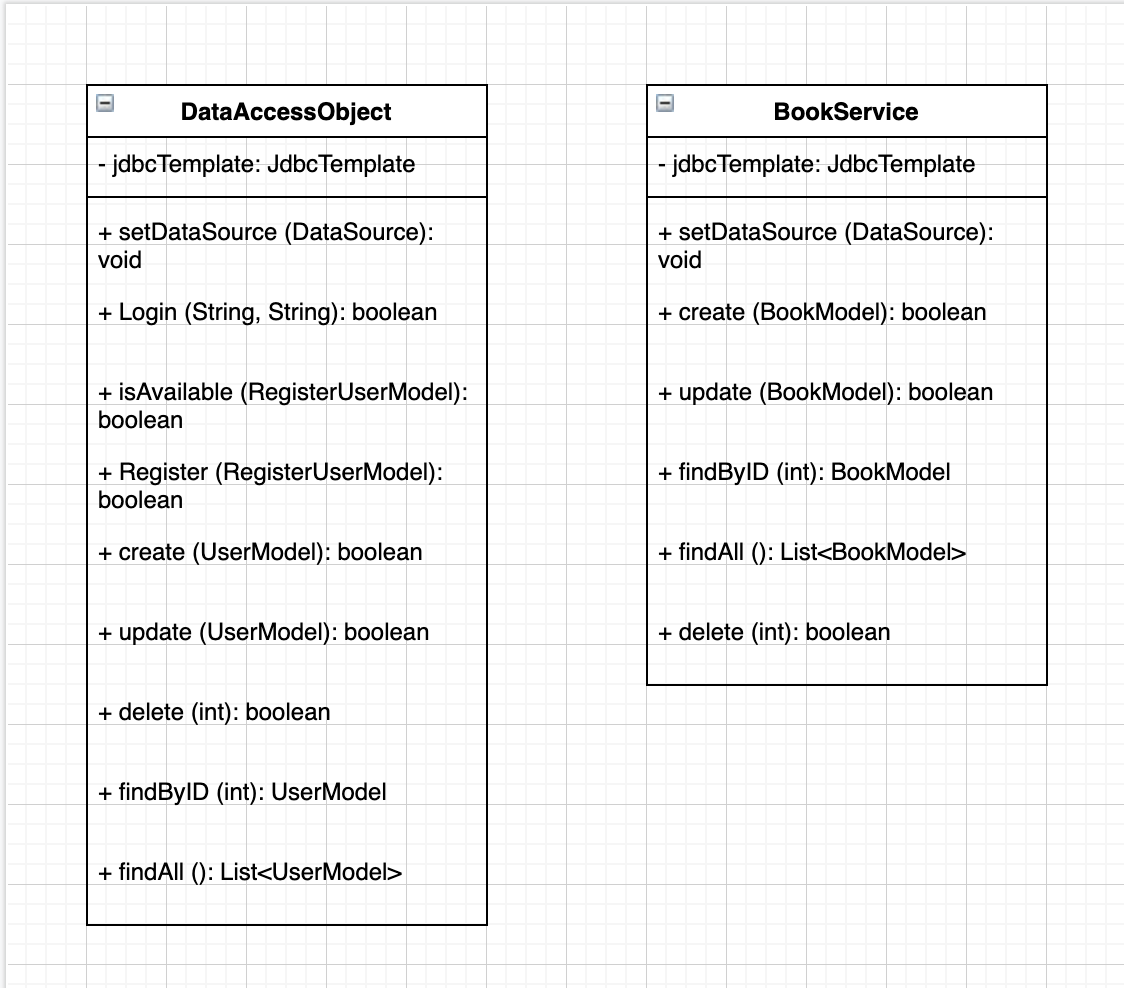 DataAccessObject
- jdbcTemplate: JdbcTemplate
+ setDataSource (DataSource):
void
+ Login (String, String): boolean
+ isAvailable (RegisterUserModel):
boolean
+ Register (RegisterUserModel):
boolean
+ create (UserModel): boolean
+ update (UserModel): boolean
+ delete (int): boolean
+ findByID (int): UserModel
+ findAll (): List<UserModel>
BookService
- jdbcTemplate: JdbcTemplate
+ setDataSource (DataSource):
void
+ create (BookModel): boolean
+ update (BookModel): boolean
+ findByID (int): BookModel
+ findAll (): List<BookModel>
+ delete (int): boolean